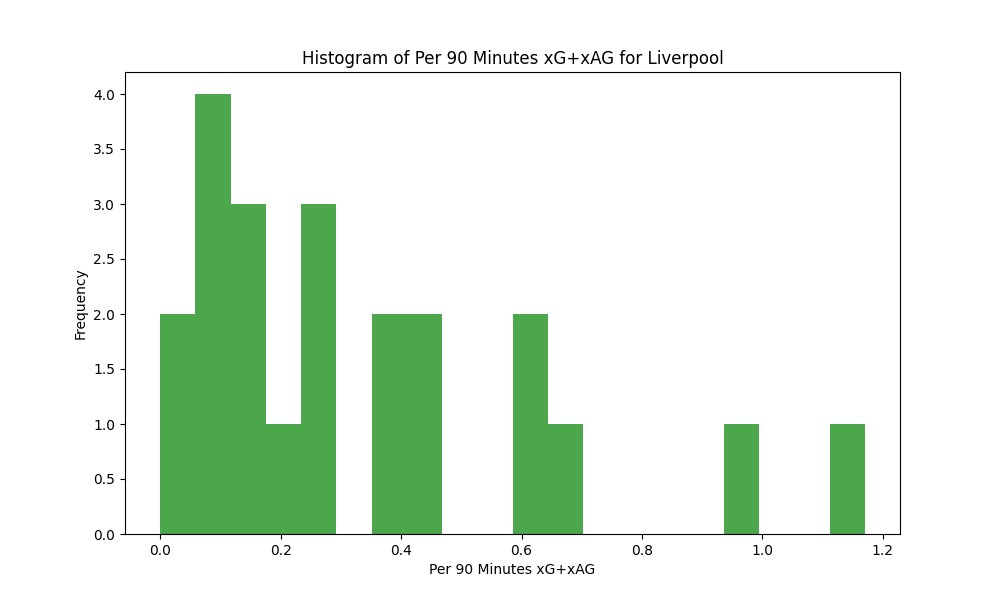 Histogram of Per 90 Minutes xG+xAG for Liverpool
4.0
3.5
3.0
2.5
2.0
1.5
1.0
0.5
0.0
Frequency
0.0 0.2 0.4 0.6 0.8 1.0 1.2
Per 90 Minutes xG+xAG